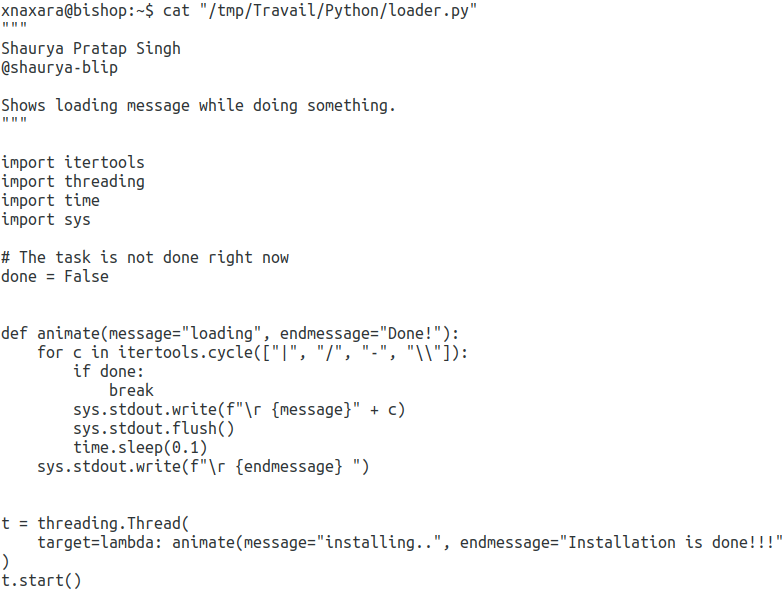 xnaxara@bishop:~$ cat "/tmp/Travail/Python/loader.py"
"""
Shaurya Pratap Singh
@shaurya-blip

Shows loading message while doing something.
"""

import itertools
import threading
import time
import sys

# The task is not done right now
done = False


def animate(message="loading", endmessage="Done!"):
    for c in itertools.cycle(["|", "/", "-", "\\"]):
        if done:
            break
        sys.stdout.write(f"\r {message}" + c)
        sys.stdout.flush()
        time.sleep(0.1)
    sys.stdout.write(f"\r {endmessage} ")


t = threading.Thread(
    target=lambda: animate(message="installing..", endmessage="Installation is done!!!"
)
t.start()